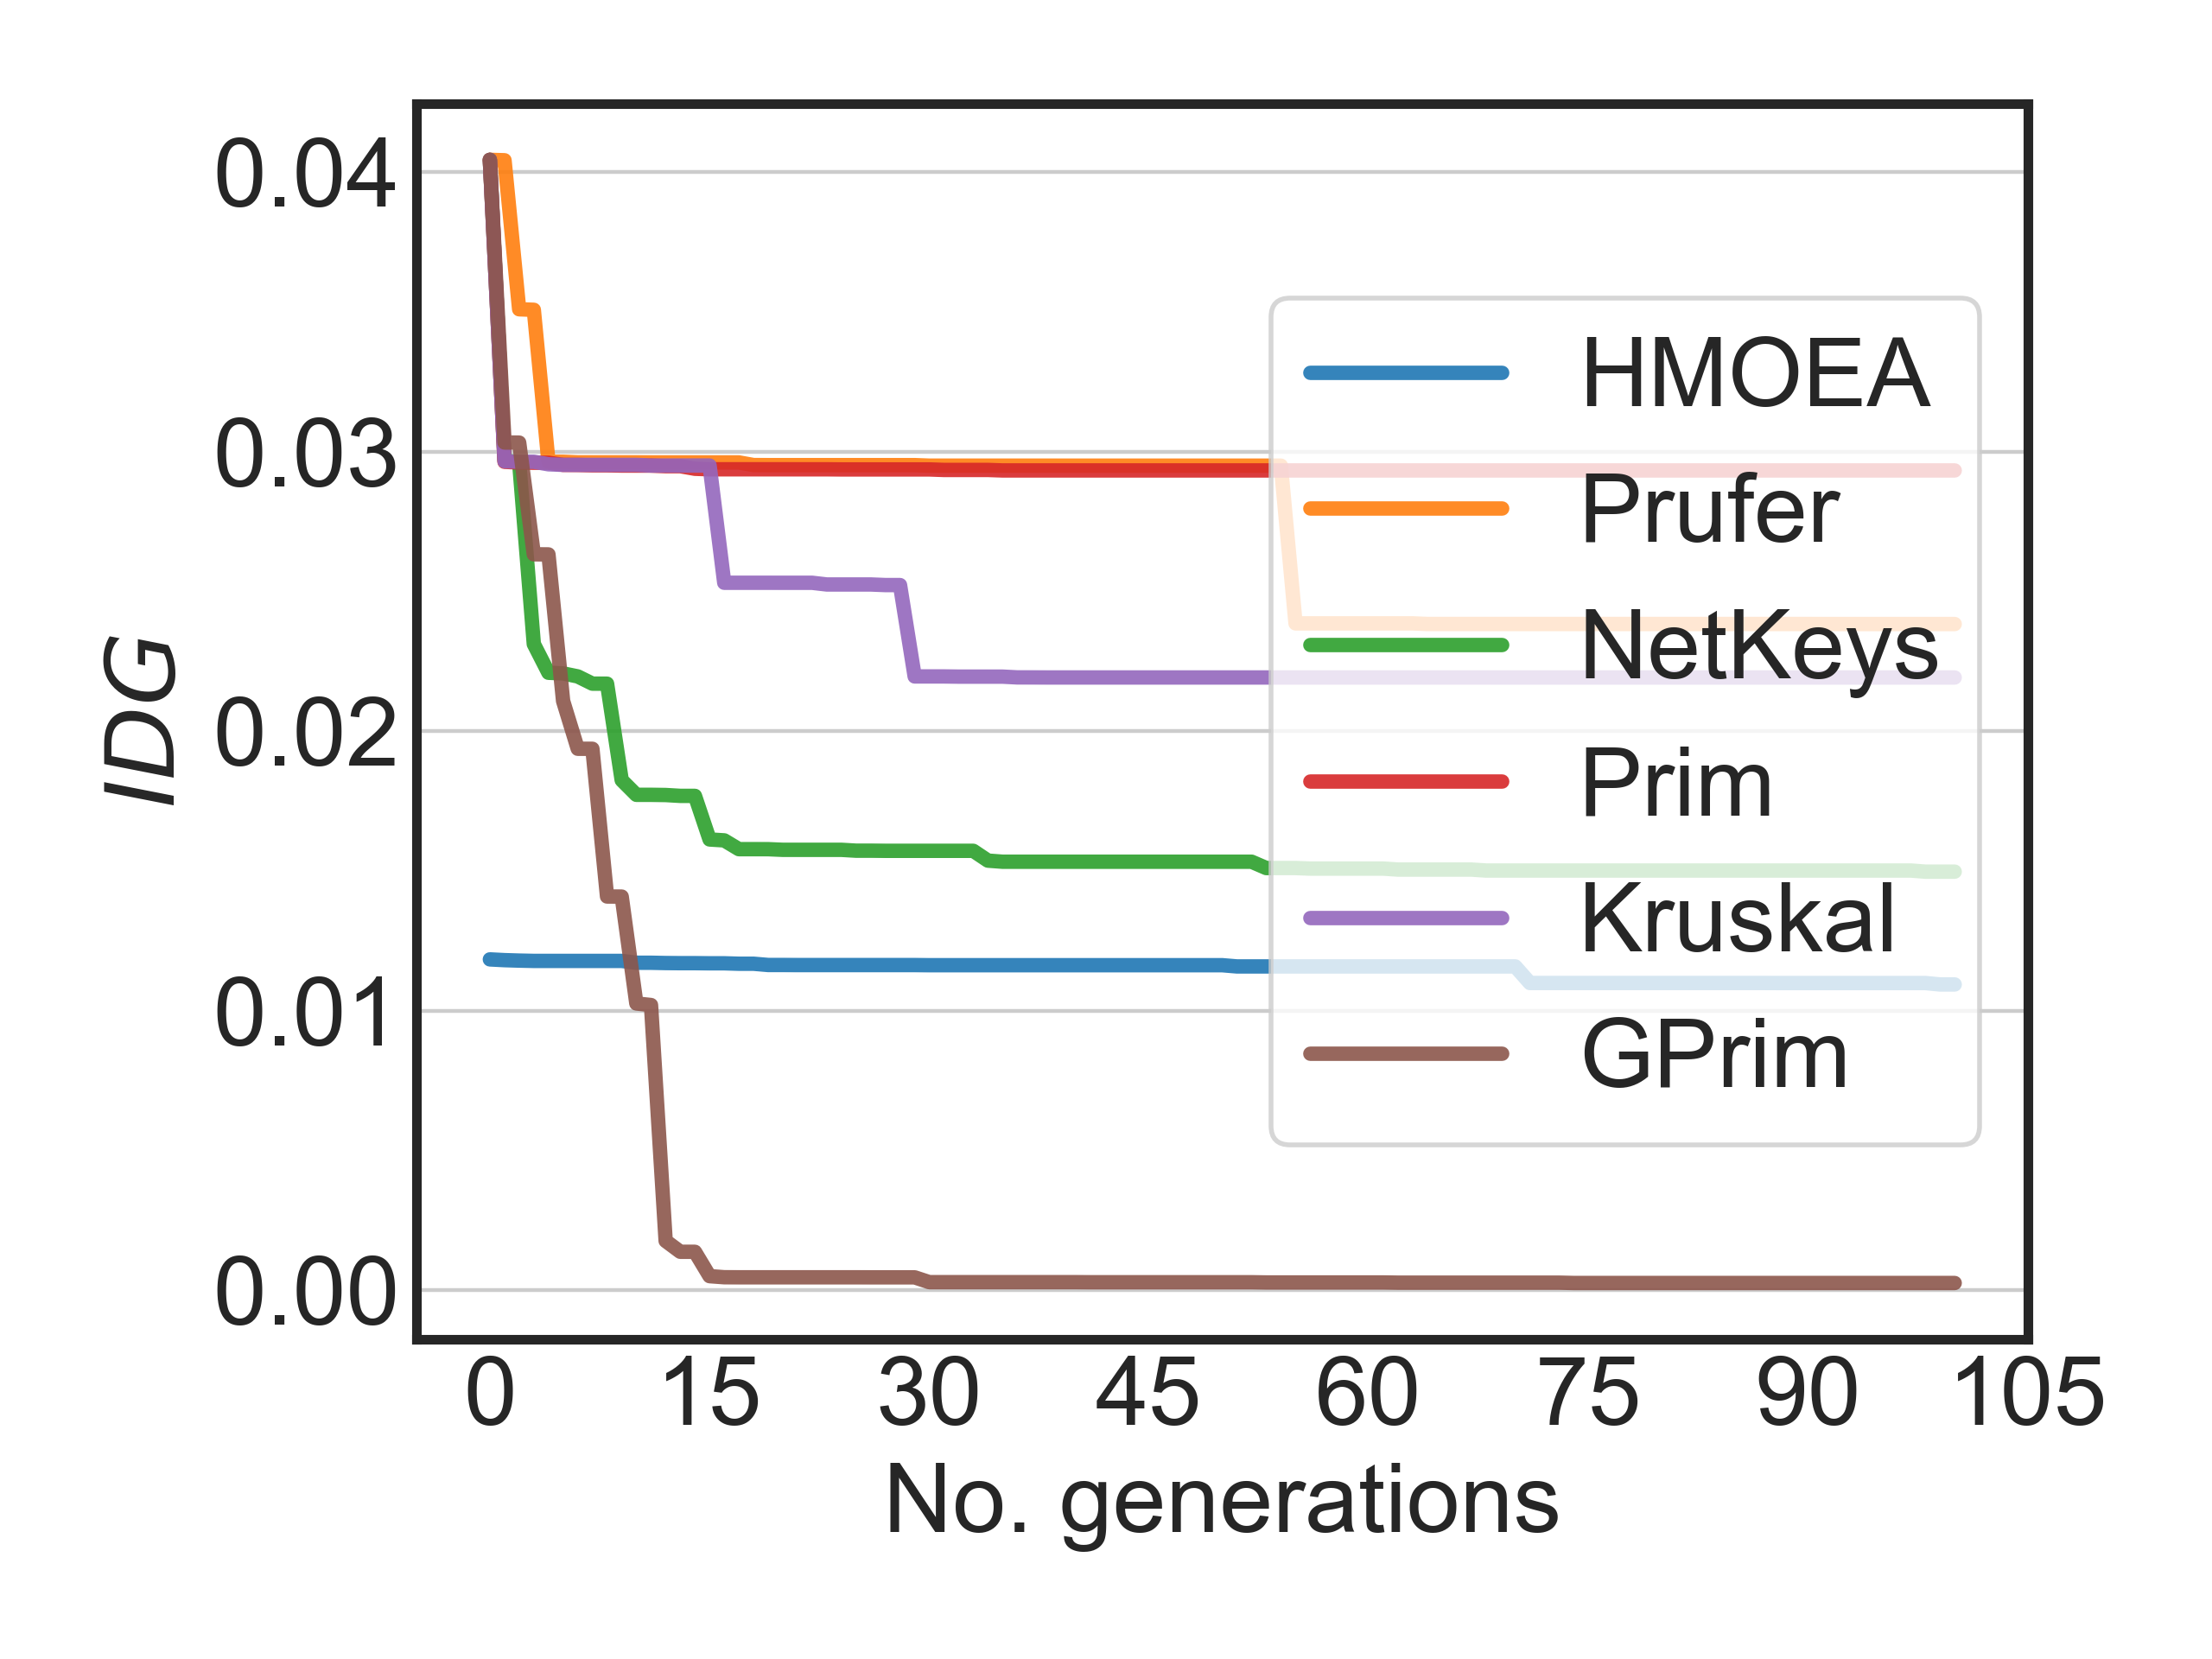 0.04
0.03
0.02
0.01
0.00
IDG
HMOEA
Prufer
NetKeys
Prim
Kruskal
GPrim
0 15 30 45 60 75 90 105
No. generations